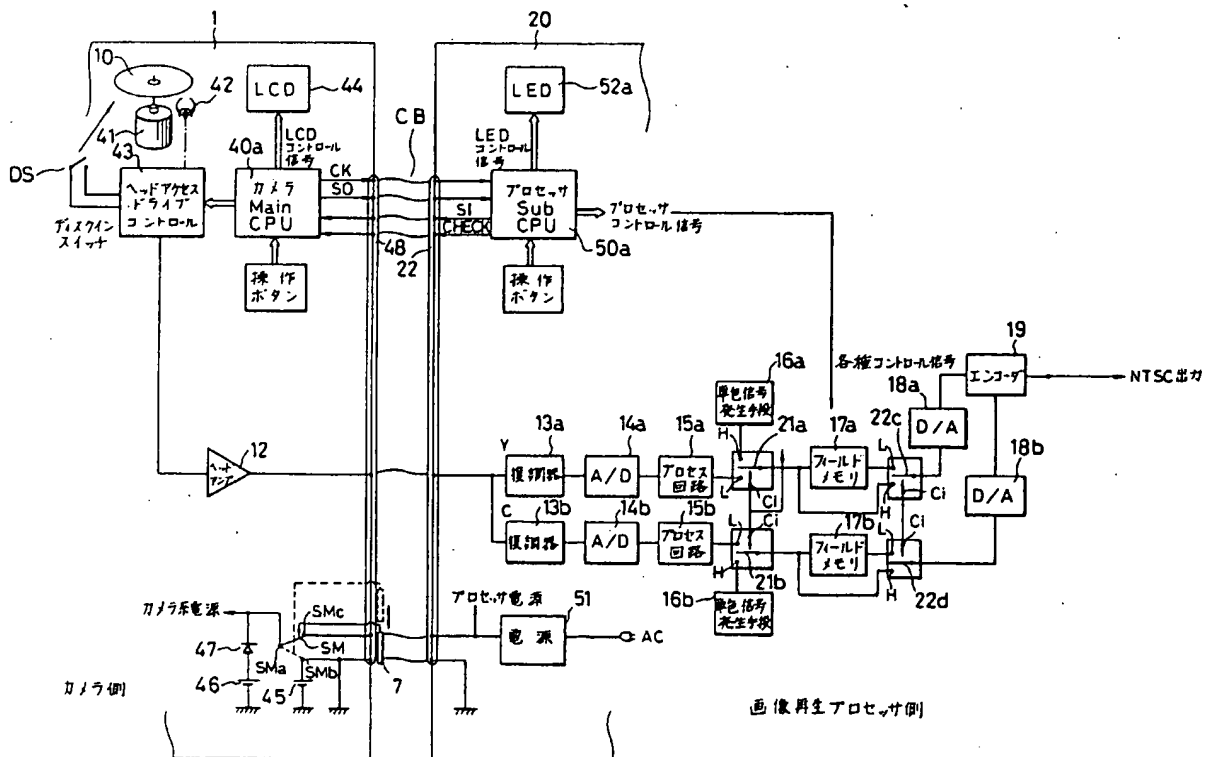 1
20
10
42
LCD
44
LED
52a
41
43
40a
LCD
コントロール
信号
CB
LED
コントロール
信号
DS
ヘッドアクセス
・ドライブ
コントロール
カメラ
Main
CPU
CK
SO
SI
CHECK
プロセッサ
Sub
CPU
プロセッサ
コントロール信号
ディスクイン
スイッチ
48
22
50a
操作
ボタン
操作
ボタン
19
各種コントロール信号
エンコーダ
NTSC出力
16a
単色信号
発生手段
18a
D/A
12
ヘッド
アンプ
Y
13a
復調器
14a
A/D
15a
プロセス
回路
H
L
21a
Ci
17a
フィールド
メモリ
22c
L
H
Ci
18b
D/A
C
13b
復調器
14b
A/D
15b
プロセス
回路
L
Ci
H
21b
17b
フィールド
メモリ
L
Ci
H
22d
16b
単色信号
発生手段
カメラ系電源
SMc
SM
プロセッサ電源
51
電源
AC
47
SMa
SMb
46
45
7
カメラ側
画像再生プロセッサ側